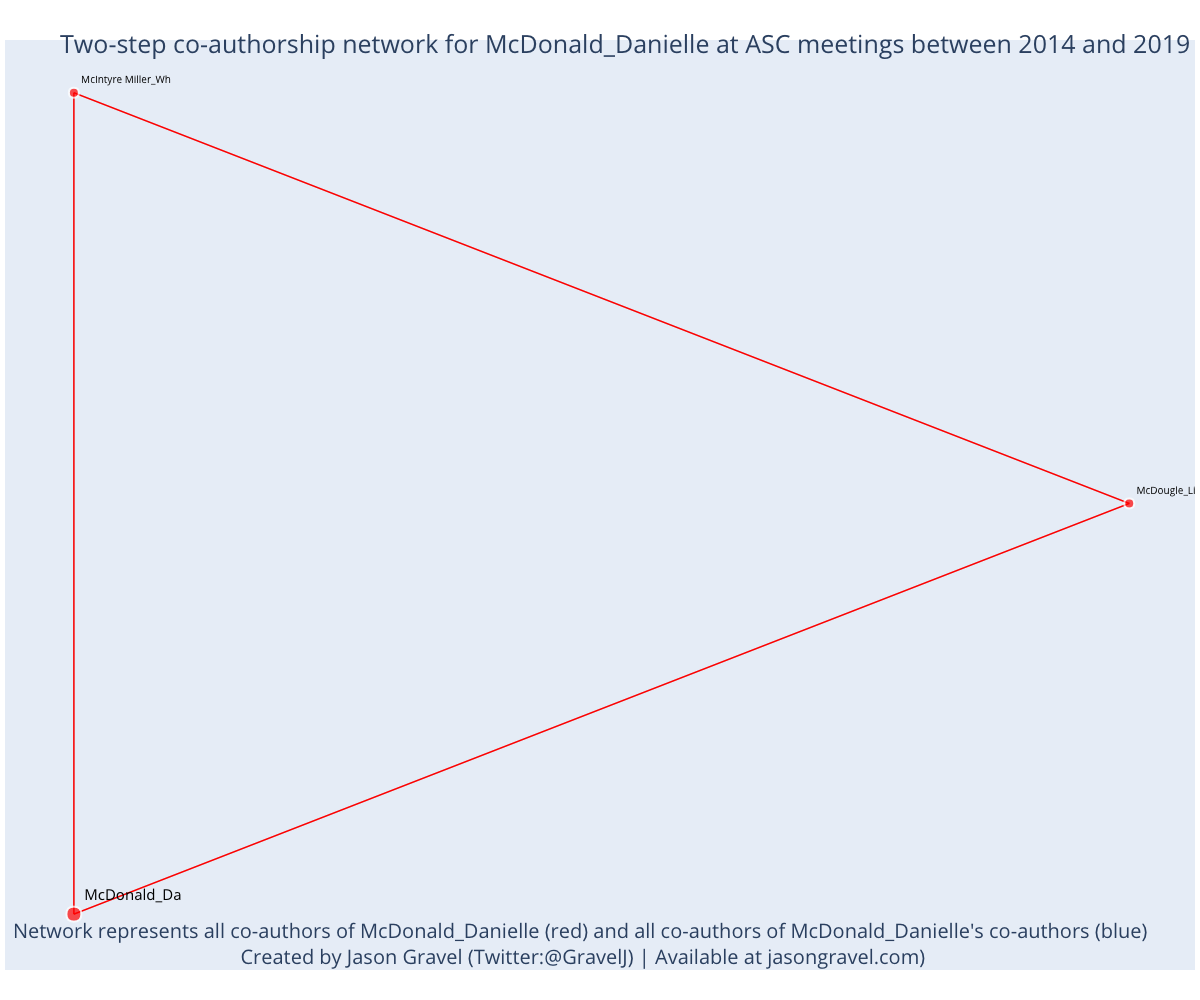 Two-step co-authorship network for McDonald_Danielle at ASC meetings between 2014 and 2019
McIntyre Miller_Wh
McDougle_Li
McDonald_Da
Network represents all co-authors of McDonald_Danielle (red) and all co-authors of McDonald_Danielle's co-authors (blue)
Created by Jason Gravel (Twitter:@GravelJ) | Available at jasongravel.com)